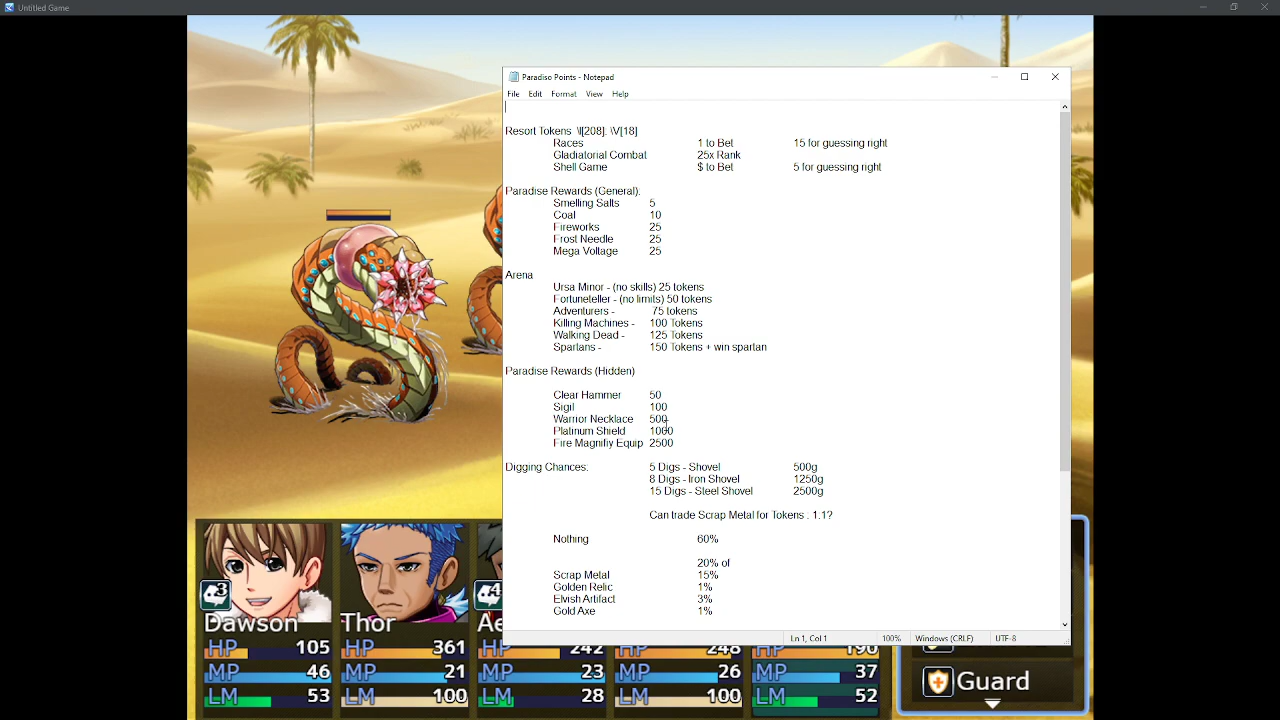 Untitled Game
Paradiso Points - Notepad
File Edit Format View Help
Resort Tokens \I[208]: \V[18]
Races 1 to Bet 15 for guessing right
Gladiatorial Combat 25x Rank
Shell Game $ to Bet 5 for guessing right
Paradise Rewards (General):
Smelling Salts 5
Coal 10
Fireworks 25
Frost Needle 25
Mega Voltage 25
Arena
Ursa Minor - (no skills) 25 tokens
Fortuneteller - (no limits) 50 tokens
Adventurers - 75 tokens
Killing Machines - 100 Tokens
Walking Dead - 125 Tokens
Spartans - 150 Tokens + win spartan
Paradise Rewards (Hidden)
Clear Hammer 50
Sigil 100
Warrior Necklace 500
Platinum Shield 1000
Fire Magnifiy Equip 2500
Digging Chances: 5 Digs - Shovel 500g
8 Digs - Iron Shovel 1250g
15 Digs - Steel Shovel 2500g
Can trade Scrap Metal for Tokens . 1.1?
Nothing 60%
20% of
Scrap Metal 15%
Golden Relic 1%
Elvish Artifact 3%
Gold Axe 1%
Ln 1, Col 1 100% Windows (CRLF) UTF-8
3 4
Dawson Thor
HP 105 HP 361 HP 242 HP 248 HP 190
MP 46 MP 21 MP 23 MP 26 MP 37
LM 53 LM 100 LM 28 LM 100 LM 52
Guard